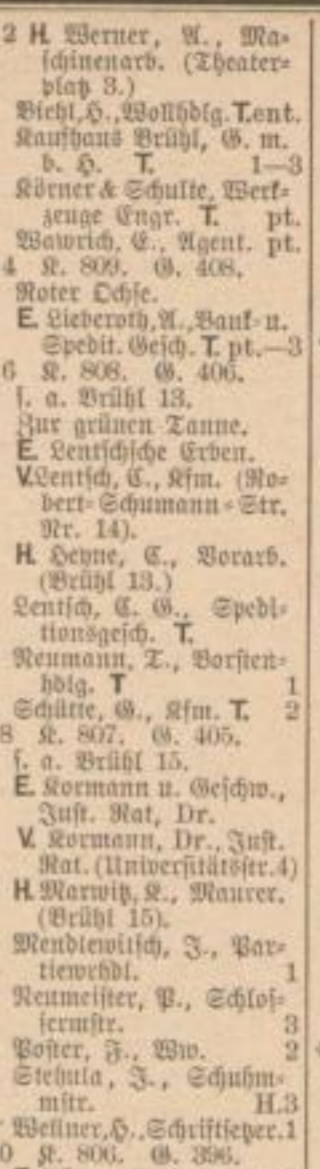 2 H. Werner, A., Ma-
schinenarb. (Theater-
platz 3.)
Biehl, H., Wollhdlg. T. ent.
Kaufhaus Brühl, G. m.
b. H. T. 1—3
Körner & Schulte, Werk-
zeuge Engr. T. pt.
Wawrich, E., Agent. pt.
4 K. 809. G. 408.
Roter Ochse.
E. Lieberoth, A., Bank- u.
Spedit. Gesch. T. pt.—3
6 K. 808. G. 406.
s. a. Brühl 13.
Zur grünen Tanne.
E. Lentschsche Erben.
V. Lentsch, C., Kfm. (Ro-
bert-Schumann-Str.
Nr. 14).
H. Heyne, C., Vorarb.
(Brühl 13.)
Lentsch, C. G., Spedi-
tionsgesch. T.
Neumann, T., Borsten-
hdlg. T 1
Schütte, G., Kfm. T. 2
8 K. 807. G. 405.
s. a. Brühl 15.
E. Kormann u. Geschw.,
Just. Rat, Dr.
V. Kormann, Dr., Just.
Rat. (Universitätsstr. 4)
H. Marwitz, K., Maurer.
(Brühl 15).
Mendlewitsch, J., Par-
tiewrhdl. 1
Neumeister, P., Schlos-
sermstr. 3
Poster, F., Ww. 2
Stehula, J., Schuhm-
mstr. H.3
Wellner, H., Schriftsetzer. 1
0 K. 806. G. 396.